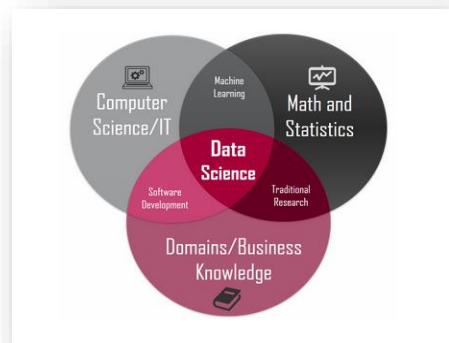 Machine
Learning
Computer
Science/IT
Math and
Statistics
Data
Science
Software
Development
Traditional
Research
Domains/Business
Knowledge